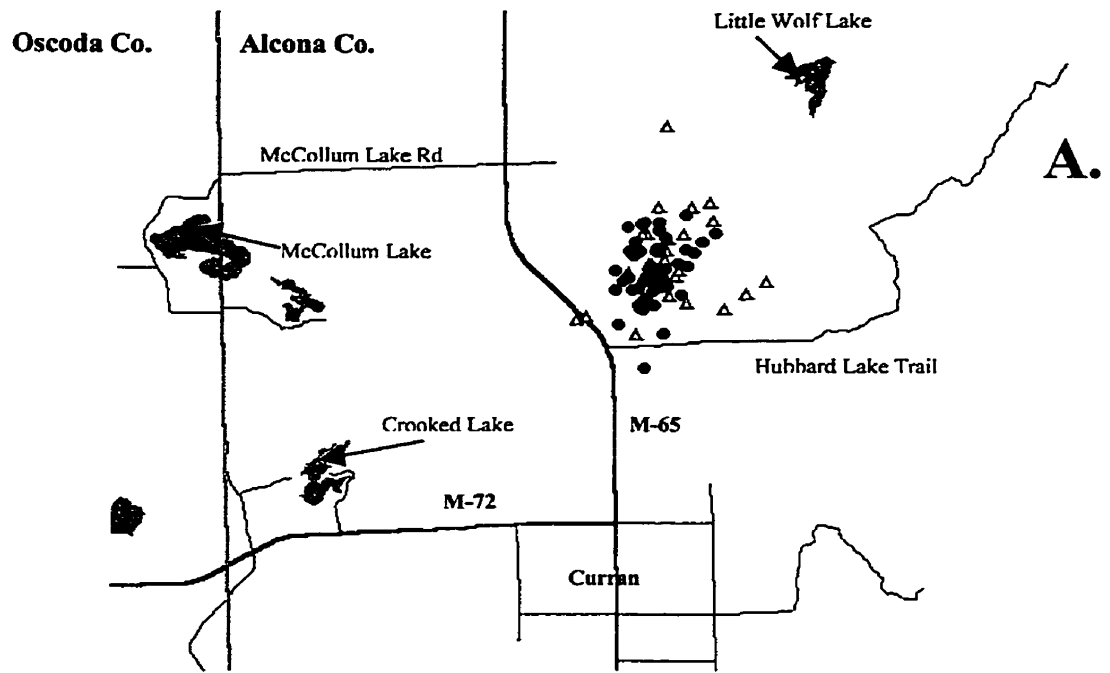 Little Wolf Lake
Oscoda Co.
Alcona Co.
A.
McCollum Lake Rd
McCollum Lake
Hubbard Lake Trail
Crooked Lake
M-65
M-72
Curran